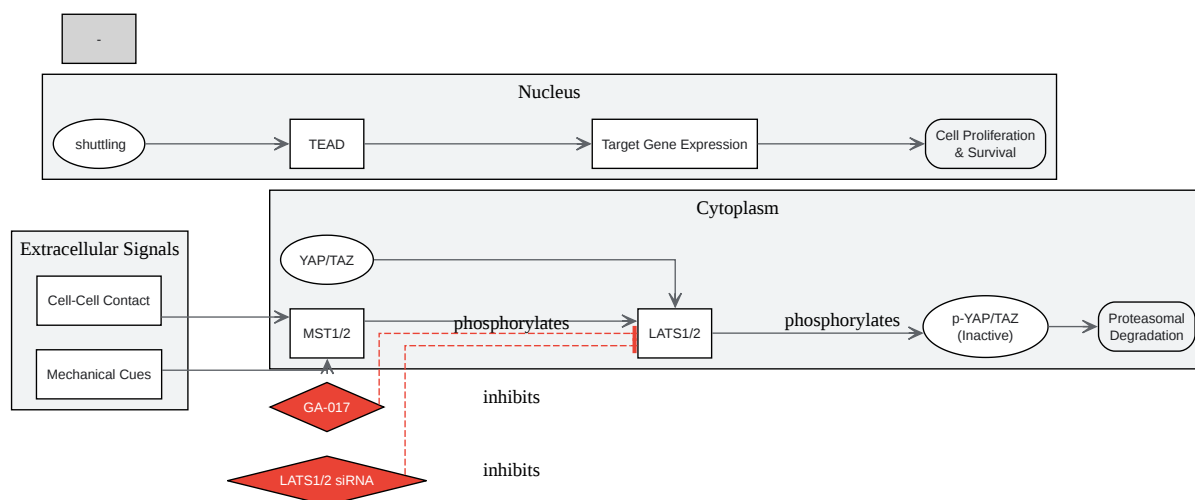 -
Nucleus
shuttling
TEAD
Target Gene Expression
Cell Proliferation
& Survival
Cytoplasm
Extracellular Signals
YAP/TAZ
Cell-Cell Contact
MST1/2
phosphorylates
LATS1/2
phosphorylates
p-YAP/TAZ
(Inactive)
Proteasomal
Degradation
Mechanical Cues
GA-017
inhibits
LATS1/2 siRNA
inhibits